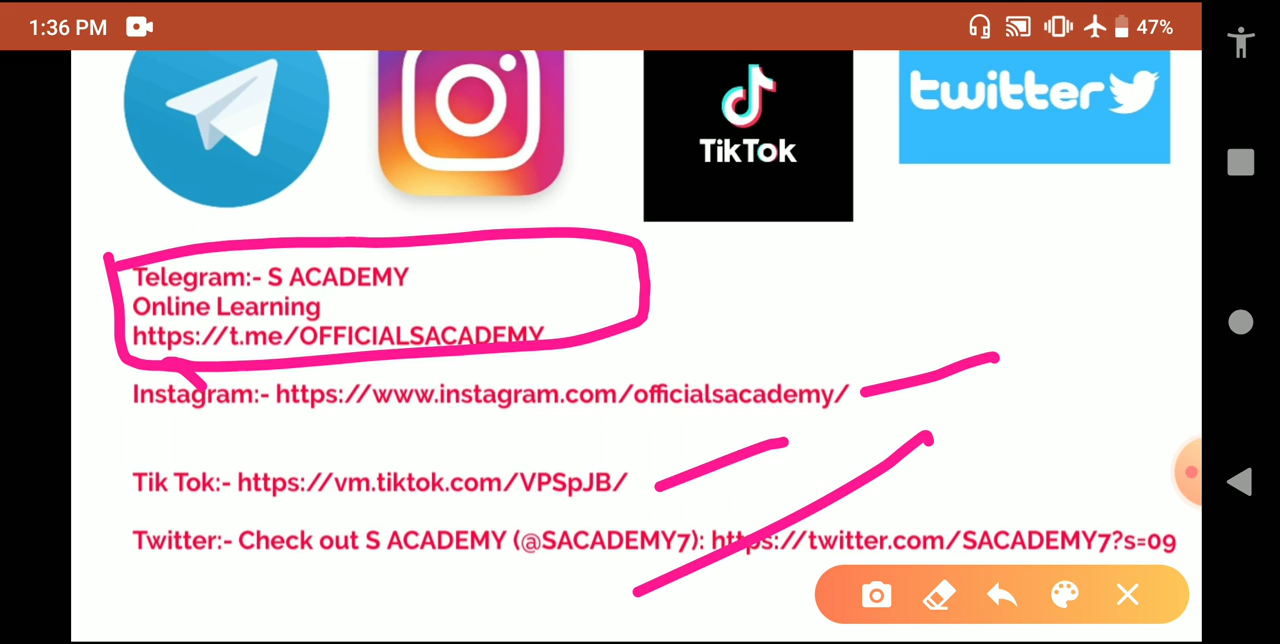 1:36 PM 47%
TikTok
twitter
Telegram:- S ACADEMY
Online Learning
https://t.me/OFFICIALSACADEMY
Instagram:- https://www.instagram.com/officialsacademy/
Tik Tok:- https://vm.tiktok.com/VPSpJB/
Twitter:- Check out S ACADEMY (@SACADEMY7): https://twitter.com/SACADEMY7?s=09